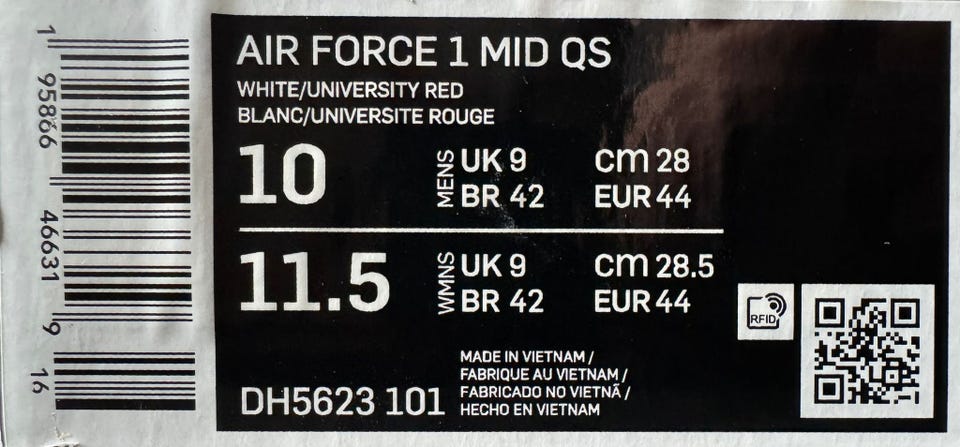 1 95866 46631 9 16
AIR FORCE 1 MID QS
WHITE/UNIVERSITY RED
BLANC/UNIVERSITE ROUGE
10 MENS UK 9 cm 28
BR 42 EUR 44
11.5 WMNS UK 9 cm 28.5
BR 42 EUR 44
RFID
MADE IN VIETNAM /
FABRIQUE AU VIETNAM /
FABRICADO NO VIETNÃ /
HECHO EN VIETNAM
DH5623 101